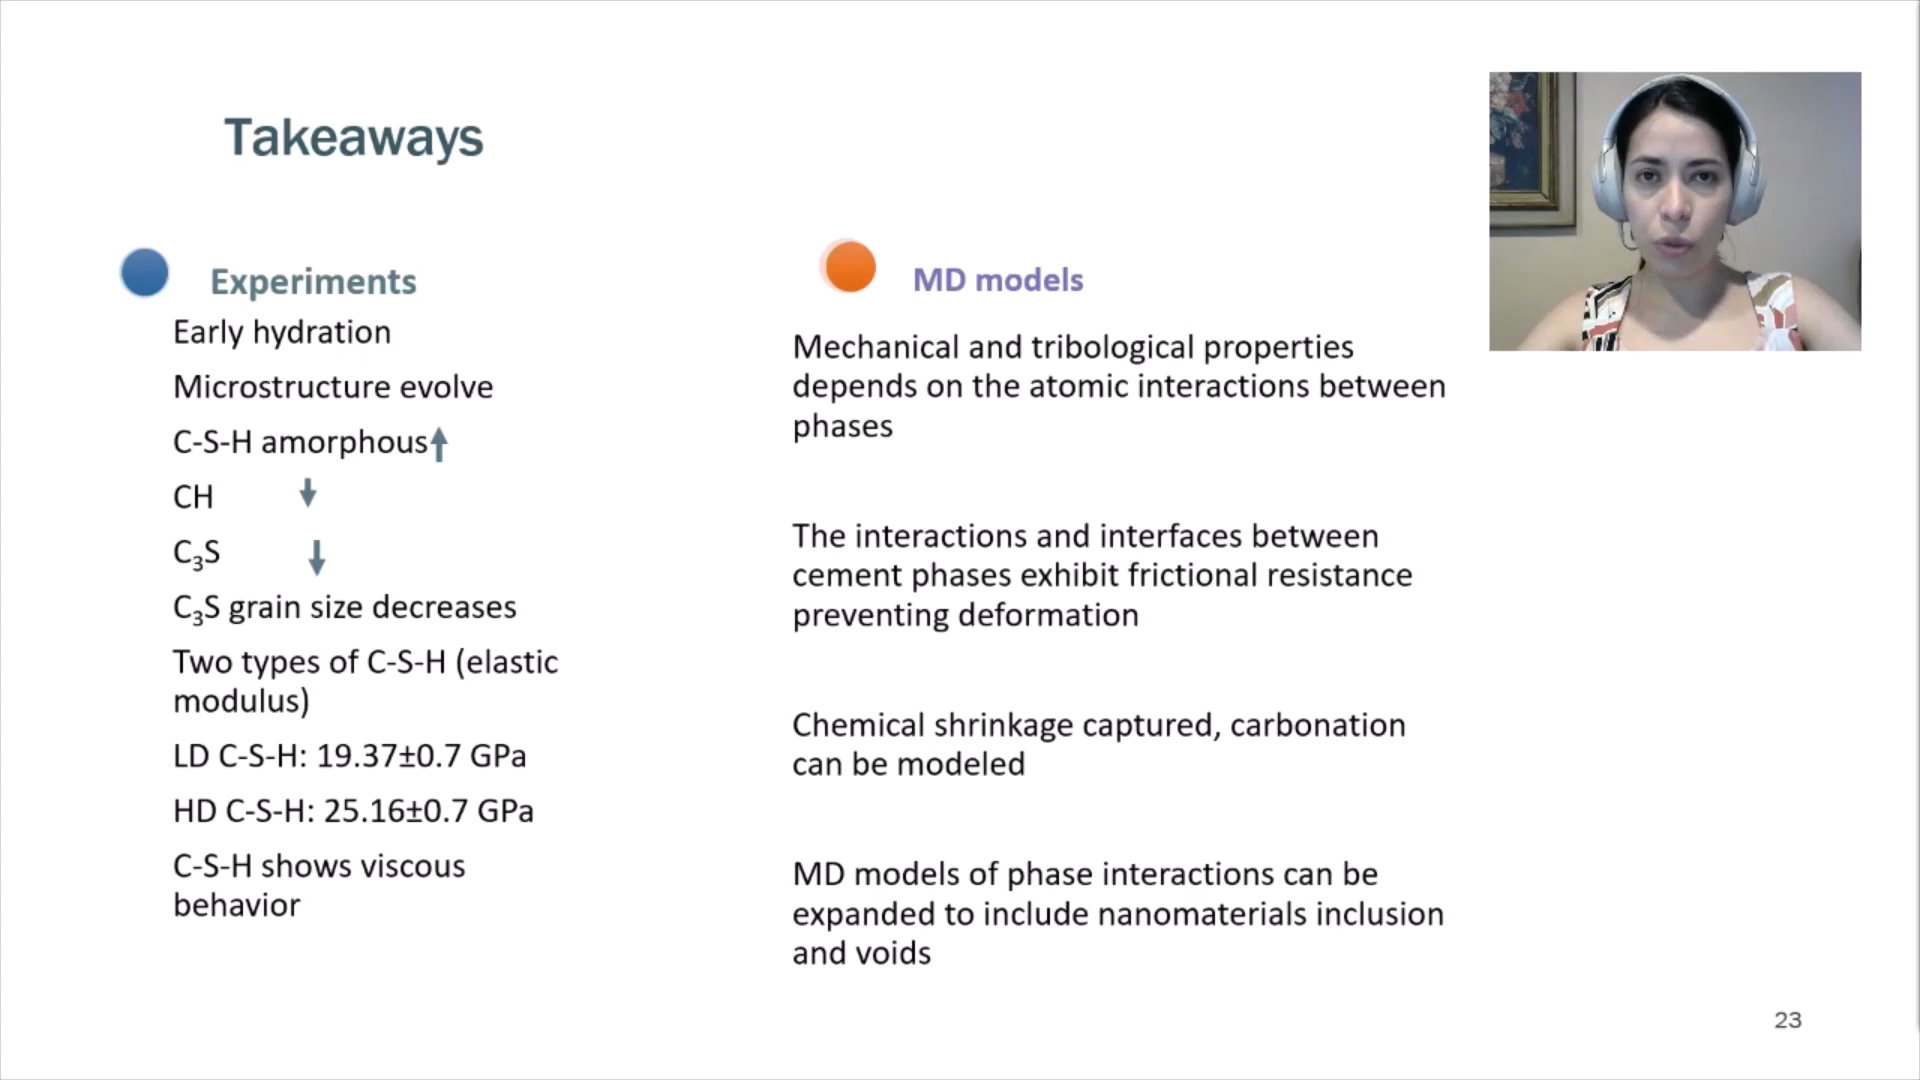 Takeaways
Experiments
Early hydration
Microstructure evolve
C-S-H amorphous
CH
C₃S
C₃S grain size decreases
Two types of C-S-H (elastic
modulus)
LD C-S-H: 19.37±0.7 GPa
HD C-S-H: 25.16±0.7 GPa
C-S-H shows viscous
behavior
MD models
Mechanical and tribological properties
depends on the atomic interactions between
phases
The interactions and interfaces between
cement phases exhibit frictional resistance
preventing deformation
Chemical shrinkage captured, carbonation
can be modeled
MD models of phase interactions can be
expanded to include nanomaterials inclusion
and voids
23